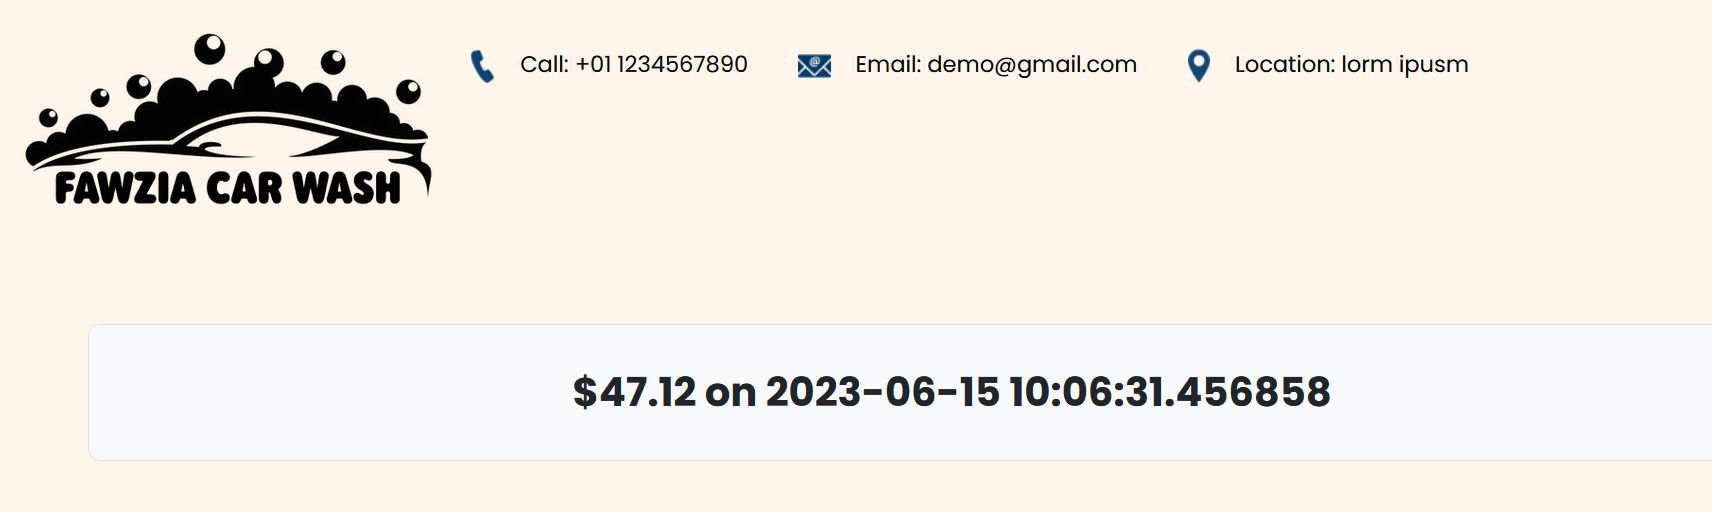 Call: +01 1234567890
Email: demo@gmail.com
Location: lorm ipusm
FAWZIA CAR WASH
$47.12 on 2023-06-15 10:06:31.456858